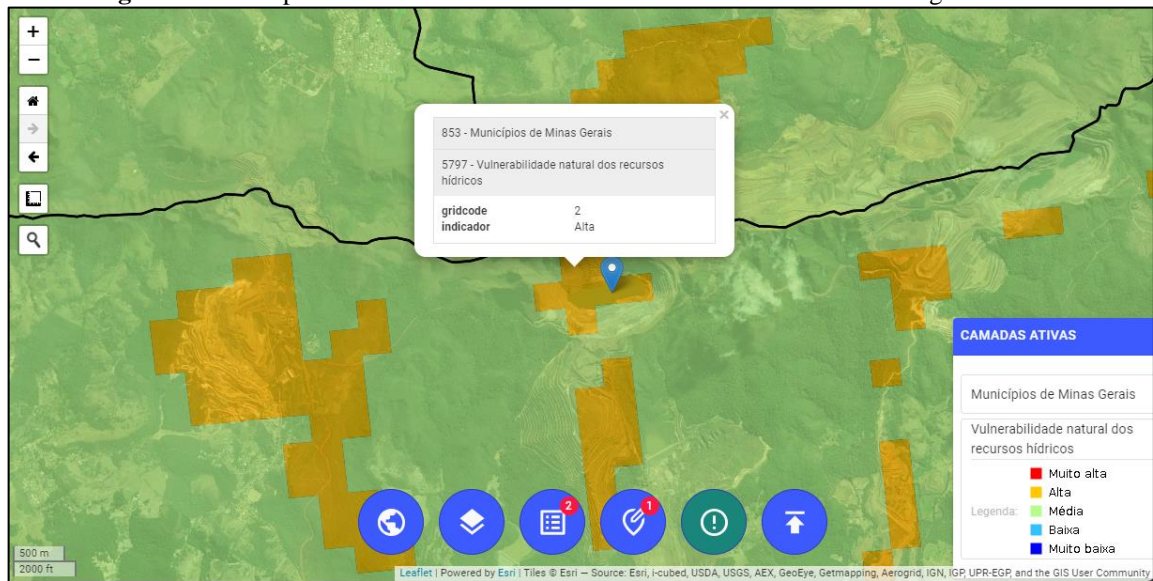 +
−
×
853 - Municípios de Minas Gerais
5797 - Vulnerabilidade natural dos recursos
hídricos
gridcode 2
indicador Alta
CAMADAS ATIVAS
Municípios de Minas Gerais
Vulnerabilidade natural dos
recursos hídricos
Muito alta
Alta
Legenda: Média
Baixa
Muito baixa
2
1
500 m
2000 ft
Leaflet | Powered by Esri | Tiles © Esri — Source: Esri, i-cubed, USDA, USGS, AEX, GeoEye, Getmapping, Aerogrid, IGN, IGP, UPR-EGP, and the GIS User Community